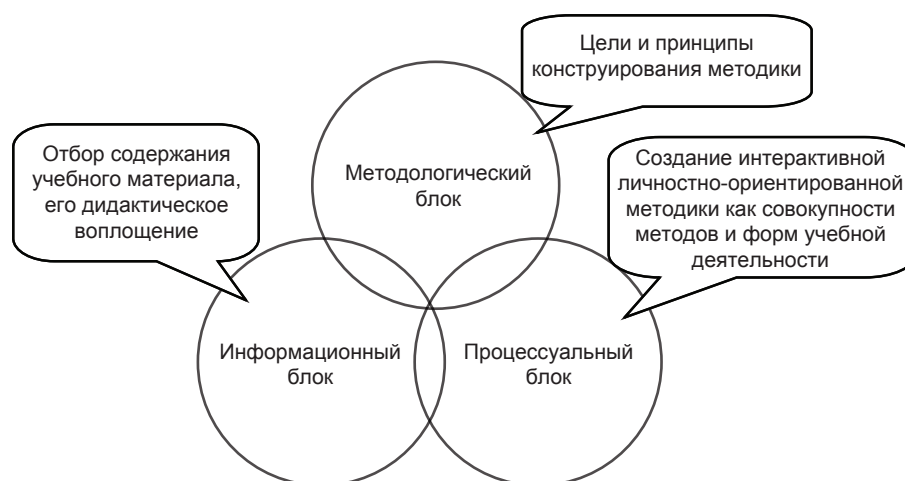 Цели и принципы
конструирования методики
Отбор содержания
учебного материала,
его дидактическое
воплощение
Методологический
блок
Создание интерактивной
личностно-ориентированной
методики как совокупности
методов и форм учебной
деятельности
Информационный
блок
Процессуальный
блок